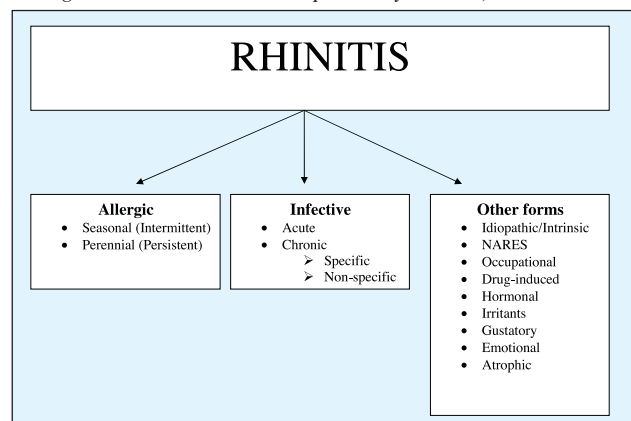 RHINITIS
Allergic
• Seasonal (Intermittent)
• Perennial (Persistent)
Infective
• Acute
• Chronic
➢ Specific
➢ Non-specific
Other forms
• Idiopathic/Intrinsic
• NARES
• Occupational
• Drug-induced
• Hormonal
• Irritants
• Gustatory
• Emotional
• Atrophic